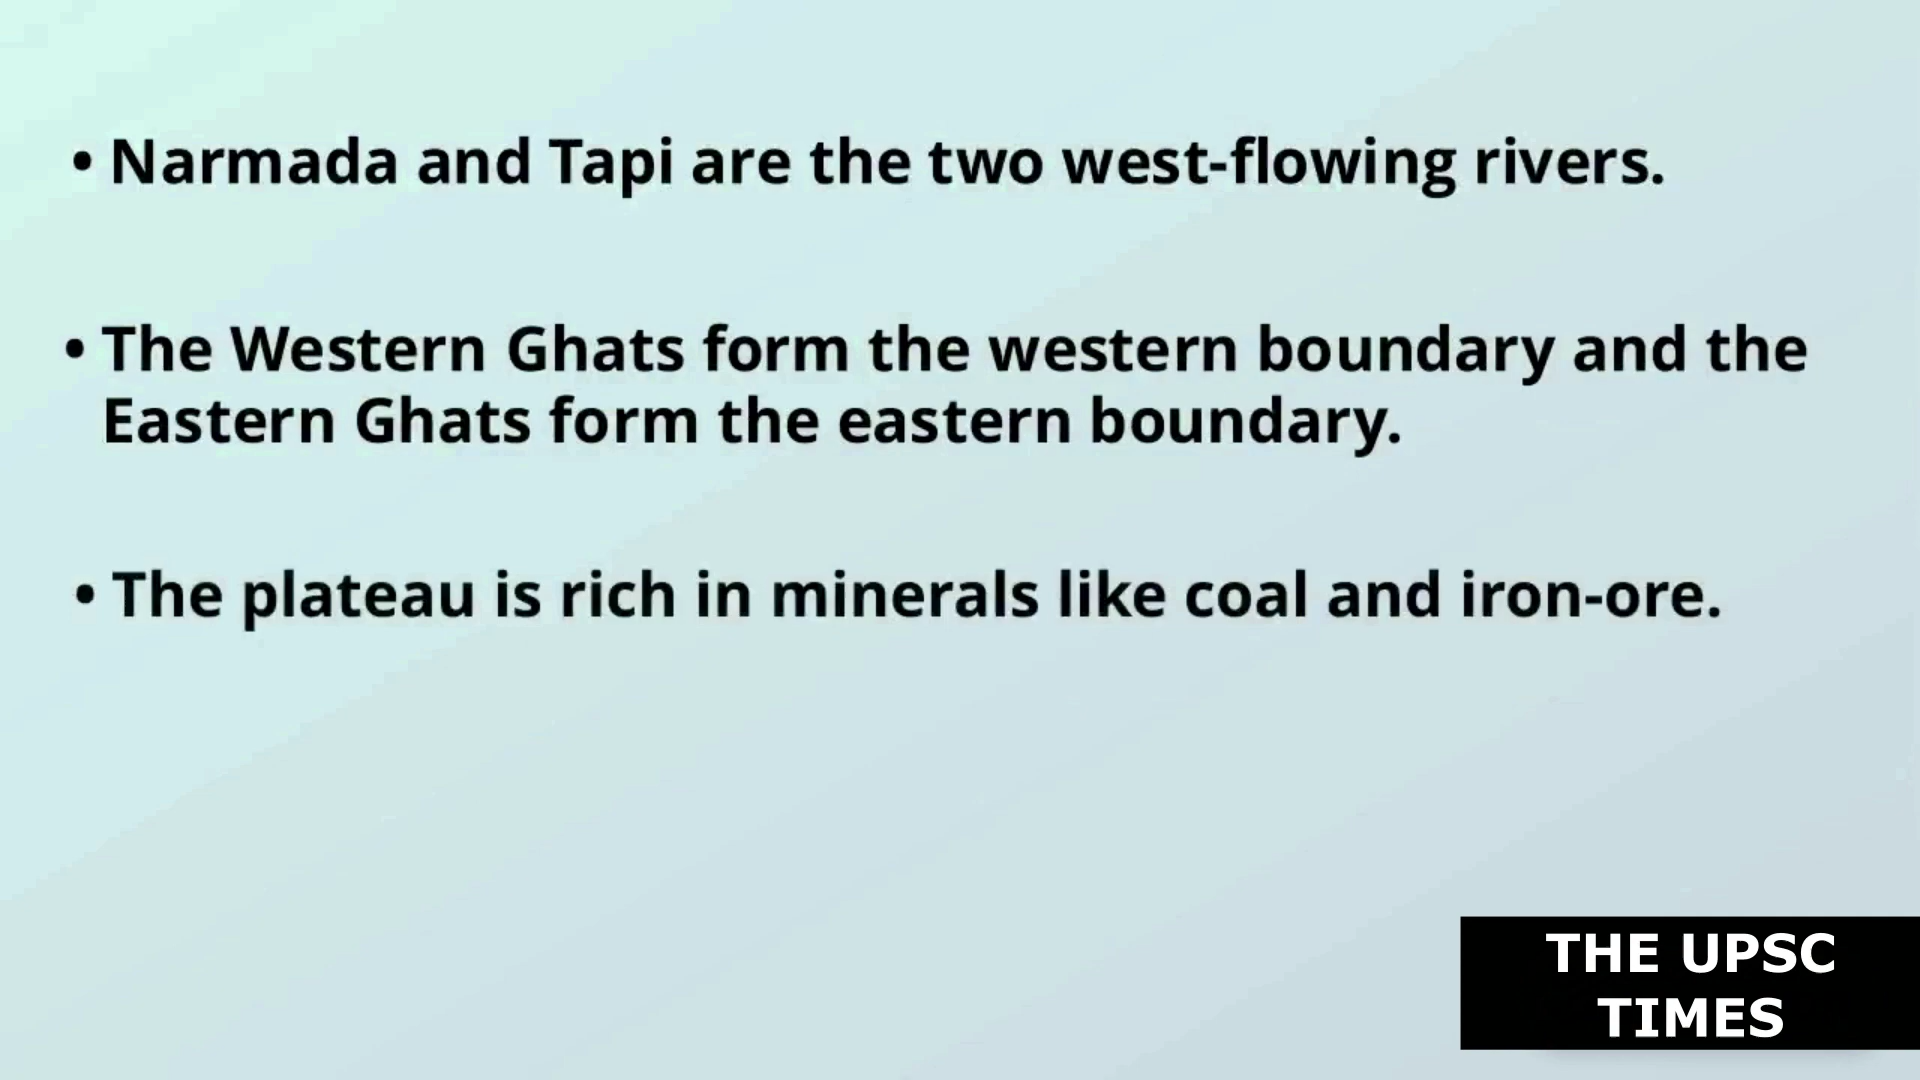 • Narmada and Tapi are the two west-flowing rivers.
• The Western Ghats form the western boundary and the
Eastern Ghats form the eastern boundary.
• The plateau is rich in minerals like coal and iron-ore.
THE UPSC
TIMES